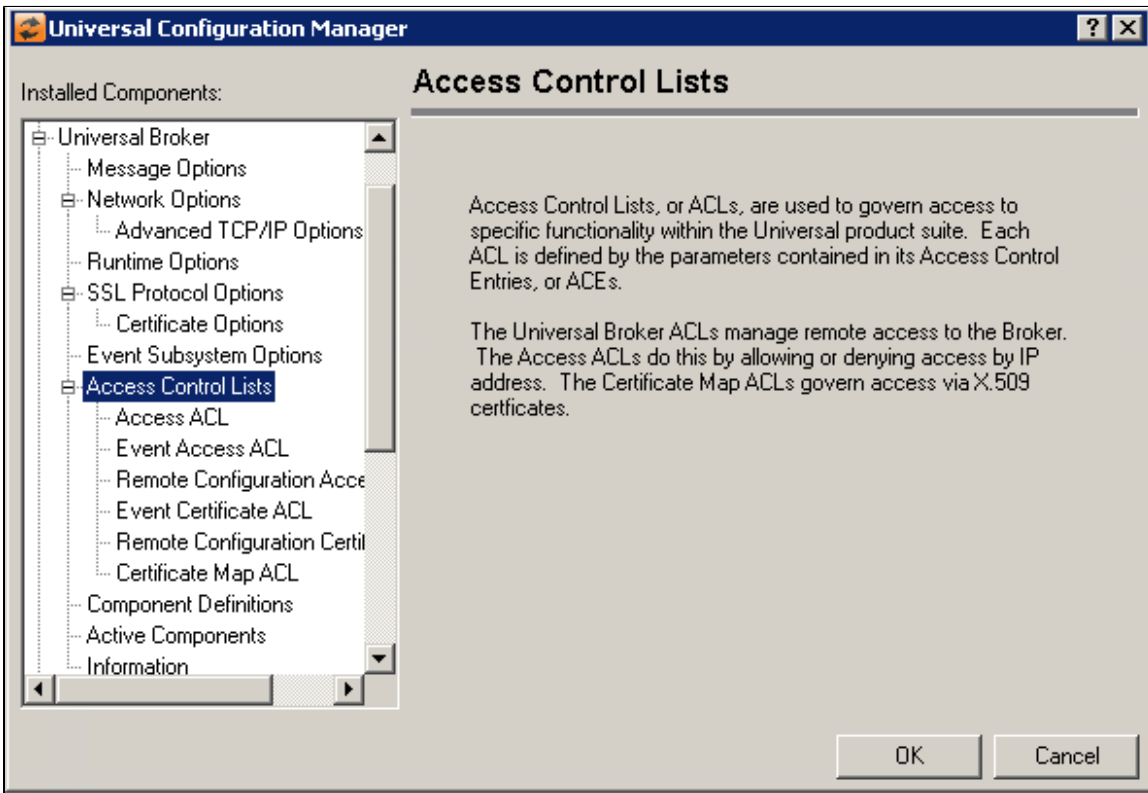 Universal Configuration Manager
Installed Components:
Universal Broker
Message Options
Network Options
Advanced TCP/IP Options
Runtime Options
SSL Protocol Options
Certificate Options
Event Subsystem Options
Access Control Lists
Access ACL
Event Access ACL
Remote Configuration Acce
Event Certificate ACL
Remote Configuration Certif
Certificate Map ACL
Component Definitions
Active Components
Information
Access Control Lists
Access Control Lists, or ACLs, are used to govern access to
specific functionality within the Universal product suite.  Each
ACL is defined by the parameters contained in its Access Control
Entries, or ACEs.
The Universal Broker ACLs manage remote access to the Broker.
The Access ACLs do this by allowing or denying access by IP
address.  The Certificate Map ACLs govern access via X.509
certficates.
OK
Cancel